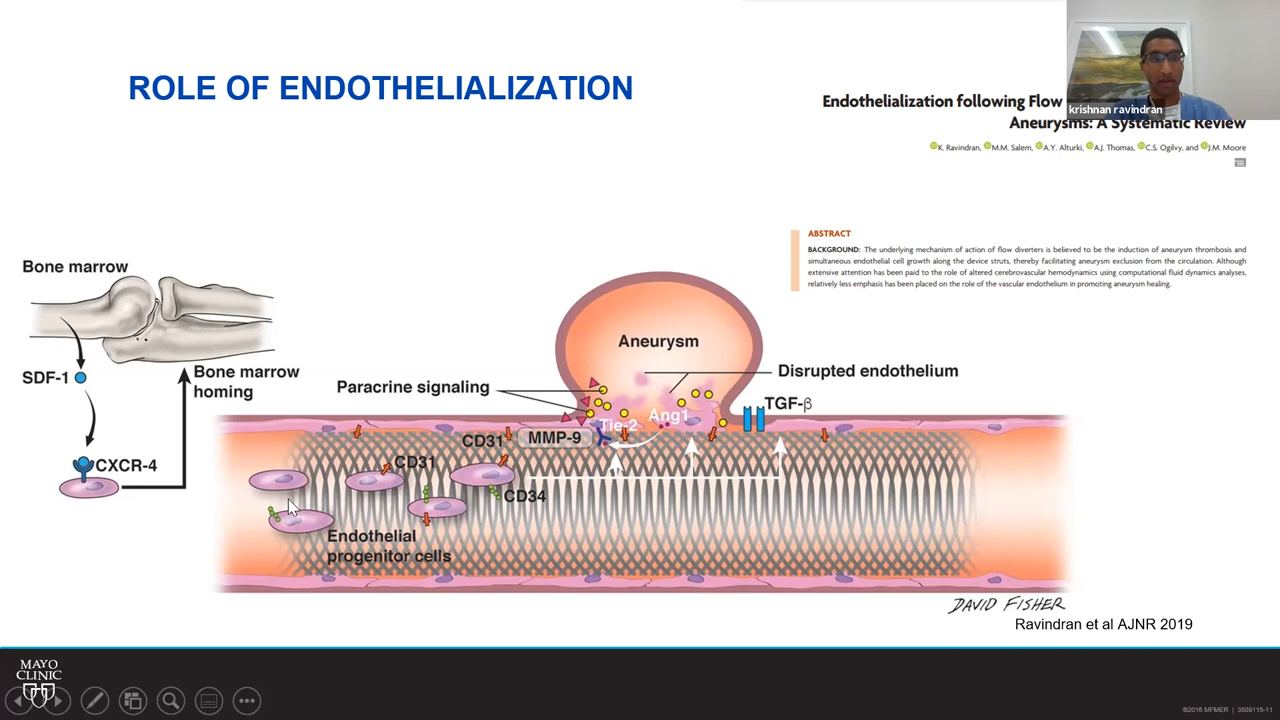 krishnan ravindran
ROLE OF ENDOTHELIALIZATION
Endothelialization following Flow
Aneurysms: A Systematic Review
K. Ravindran, M.M. Salem, A.Y. Alturki, A.J. Thomas, C.S. Ogilvy, and J.M. Moore
ABSTRACT
BACKGROUND: The underlying mechanism of action of flow diverters is believed to be the induction of aneurysm thrombosis and
simultaneous endothelial cell growth along the device struts, thereby facilitating aneurysm exclusion from the circulation. Although
extensive attention has been paid to the role of altered cerebrovascular hemodynamics using computational fluid dynamics analyses,
relatively less emphasis has been placed on the role of the vascular endothelium in promoting aneurysm healing.
Bone marrow
SDF-1
Bone marrow
homing
CXCR-4
Aneurysm
Paracrine signaling
Disrupted endothelium
TGF-β
Ang1
Tie-2
MMP-9
CD31
CD31
CD34
Endothelial
progenitor cells
DAVID FISHER
Ravindran et al AJNR 2019
MAYO
CLINIC
©2016 MFMER | 3589115-11